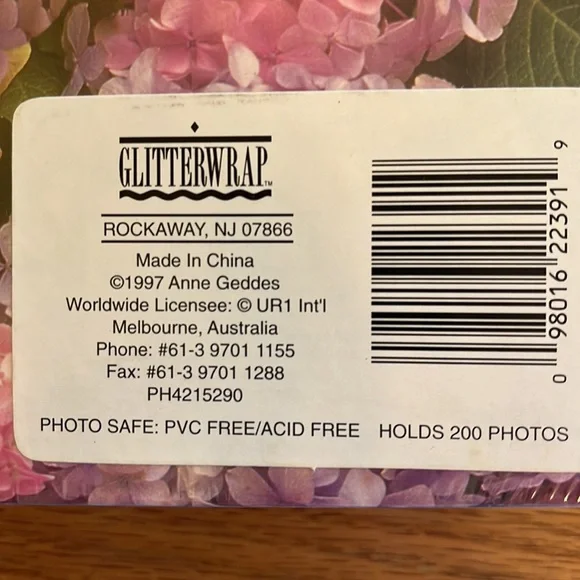 GLITTERWRAP™
ROCKAWAY, NJ 07866
Made In China
©1997 Anne Geddes
Worldwide Licensee: © UR1 Int'l
Melbourne, Australia
Phone: #61-3 9701 1155
Fax: #61-3 9701 1288
PH4215290
PHOTO SAFE: PVC FREE/ACID FREE HOLDS 200 PHOTOS
0 98016 22391 9